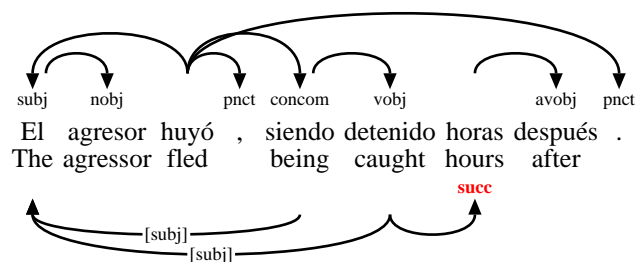 subj nobj pnct concom vobj avobj pnct
El agresor huyó , siendo detenido horas después .
The agressor fled being caught hours after
succ
[subj]
[subj]